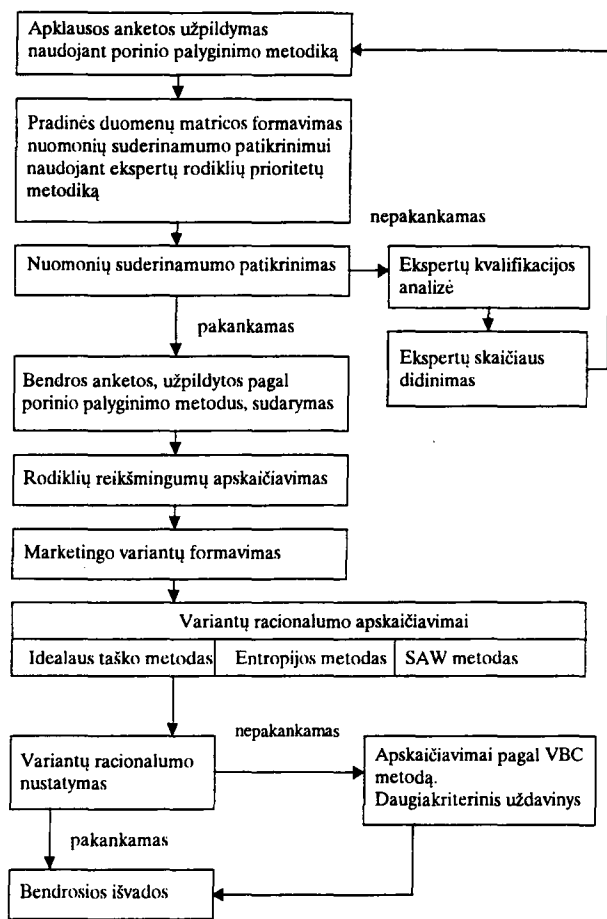 Apklausos anketos užpildymas
naudojant porinio palyginimo metodiką
Pradinės duomenų matricos formavimas
nuomonių suderinamumo patikrinimui
naudojant ekspertų rodiklių prioritetų
metodiką
nepakankamas
Nuomonių suderinamumo patikrinimas
Ekspertų kvalifikacijos
analizė
pakankamas
Ekspertų skaičiaus
didinimas
Bendros anketos, užpildytos pagal
porinio palyginimo metodus, sudarymas
Rodiklių reikšmingumų apskaičiavimas
Marketingo variantų formavimas
Variantų racionalumo apskaičiavimai
Idealaus taško metodas Entropijos metodas SAW metodas
nepakankamas
Variantų racionalumo
nustatymas
Apskaičiavimai pagal VBC
metodą.
Daugiakriterinis uždavinys
pakankamas
Bendrosios išvados